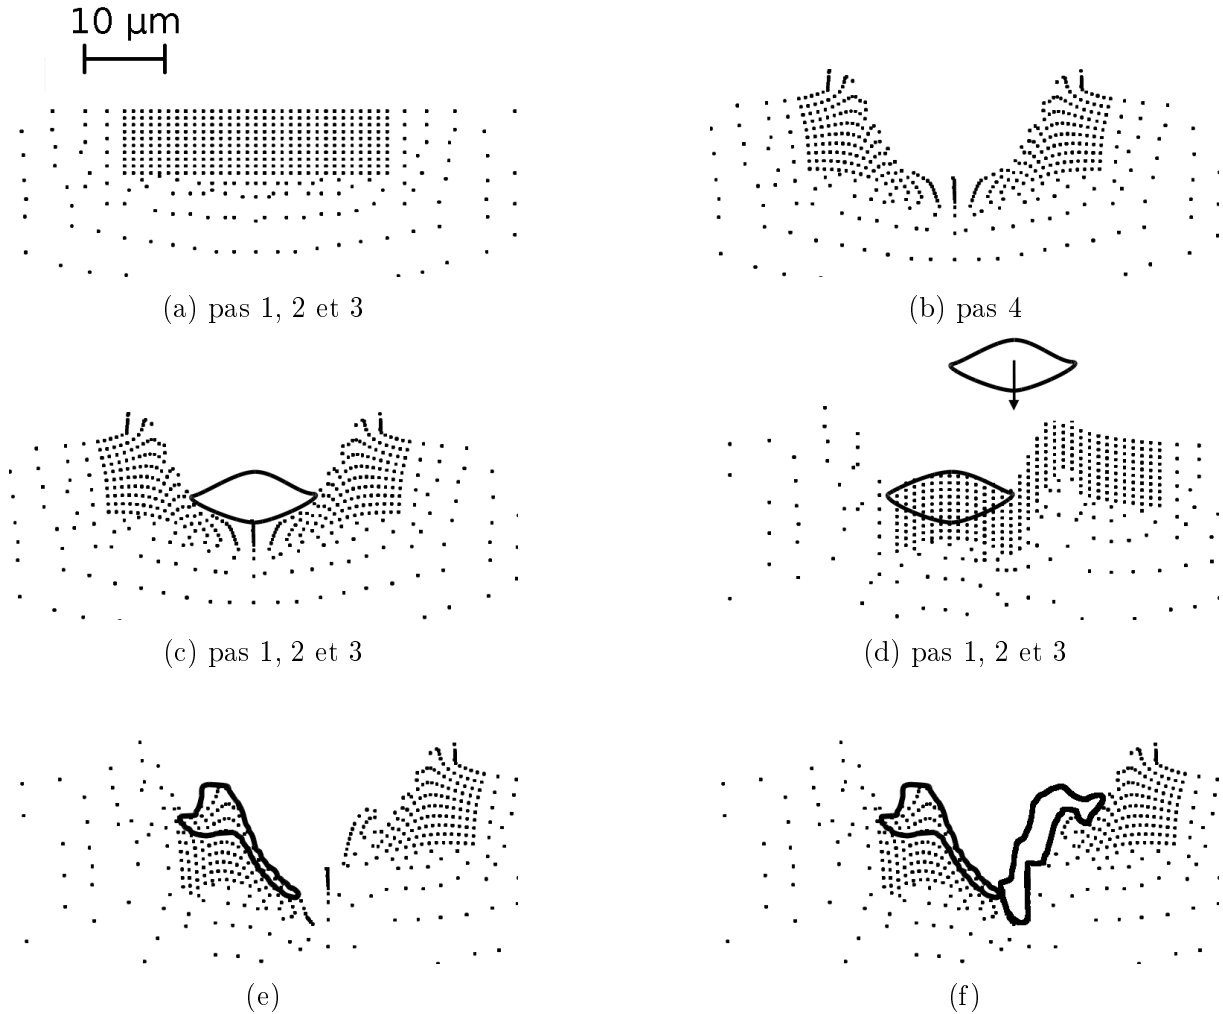 10 µm
(a) pas 1, 2 et 3
(b) pas 4
(c) pas 1, 2 et 3
(d) pas 1, 2 et 3
(e)
(f)